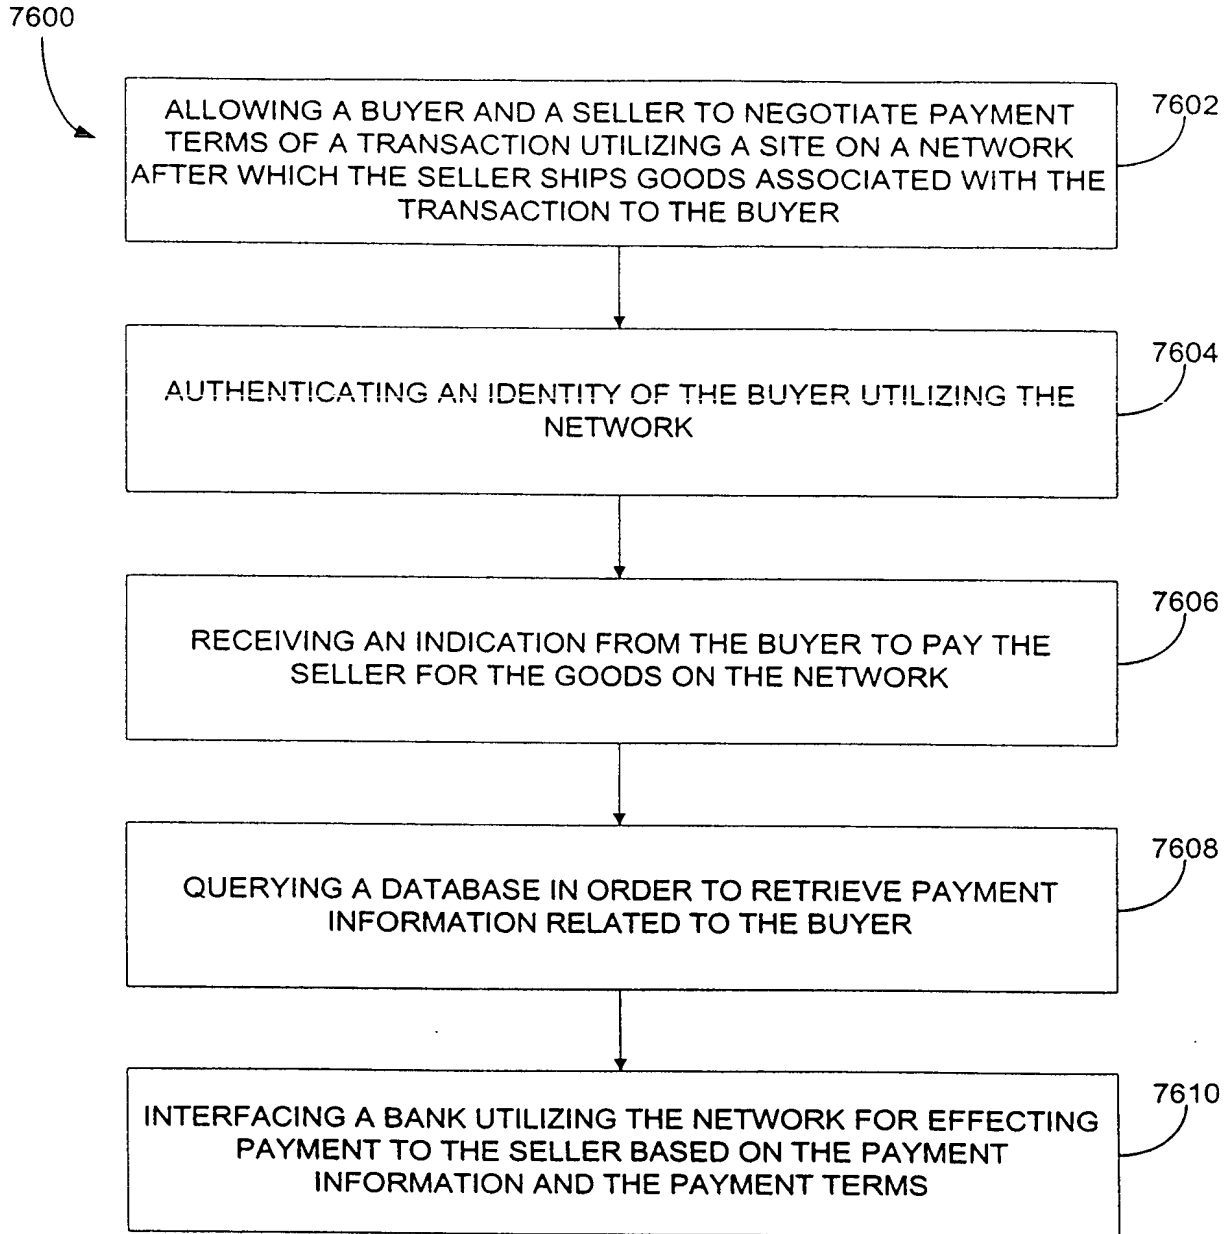 7600
ALLOWING A BUYER AND A SELLER TO NEGOTIATE PAYMENT
TERMS OF A TRANSACTION UTILIZING A SITE ON A NETWORK
AFTER WHICH THE SELLER SHIPS GOODS ASSOCIATED WITH THE
TRANSACTION TO THE BUYER
7602
AUTHENTICATING AN IDENTITY OF THE BUYER UTILIZING THE
NETWORK
7604
RECEIVING AN INDICATION FROM THE BUYER TO PAY THE
SELLER FOR THE GOODS ON THE NETWORK
7606
QUERYING A DATABASE IN ORDER TO RETRIEVE PAYMENT
INFORMATION RELATED TO THE BUYER
7608
INTERFACING A BANK UTILIZING THE NETWORK FOR EFFECTING
PAYMENT TO THE SELLER BASED ON THE PAYMENT
INFORMATION AND THE PAYMENT TERMS
7610